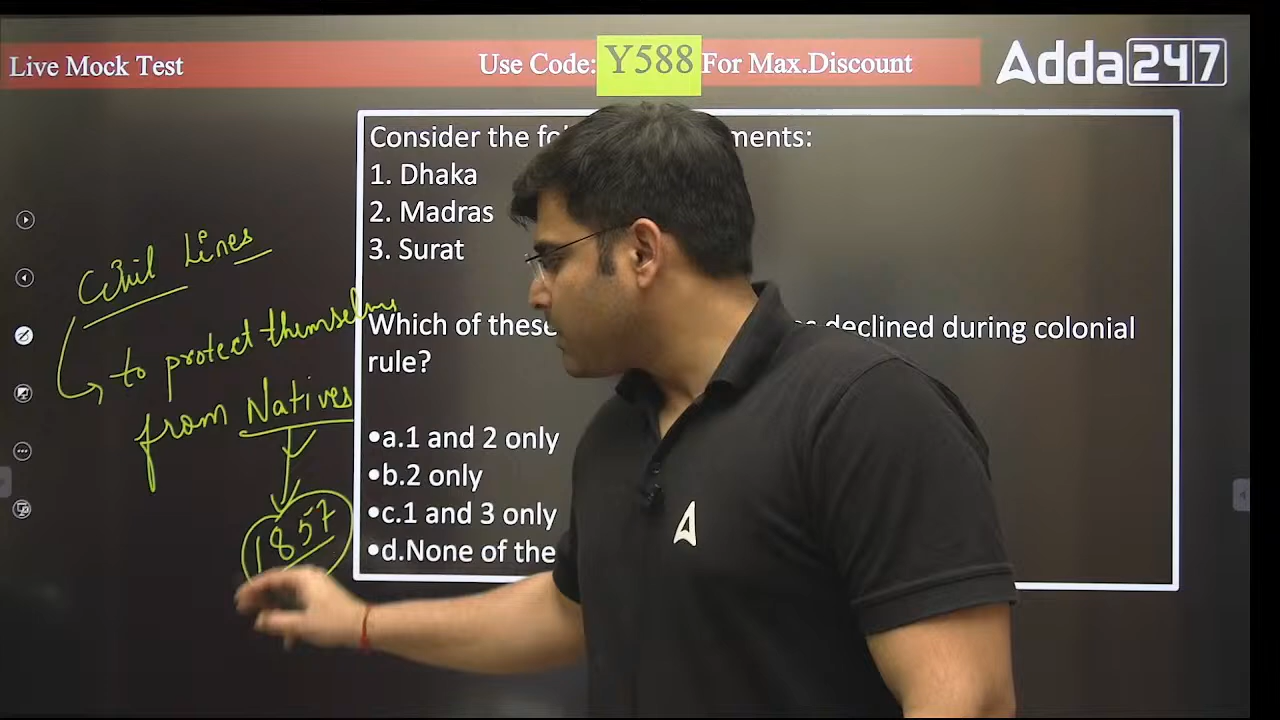 Live Mock Test
Use Code: Y588 For Max.Discount
Adda247
Consider the ments:
1. Dhaka
2. Madras
3. Surat
Which of these declined during colonial
rule?
•a.1 and 2 only
•b.2 only
•c.1 and 3 only
•d.None of the
Civil Lines
to protect themselves
from Natives
1857